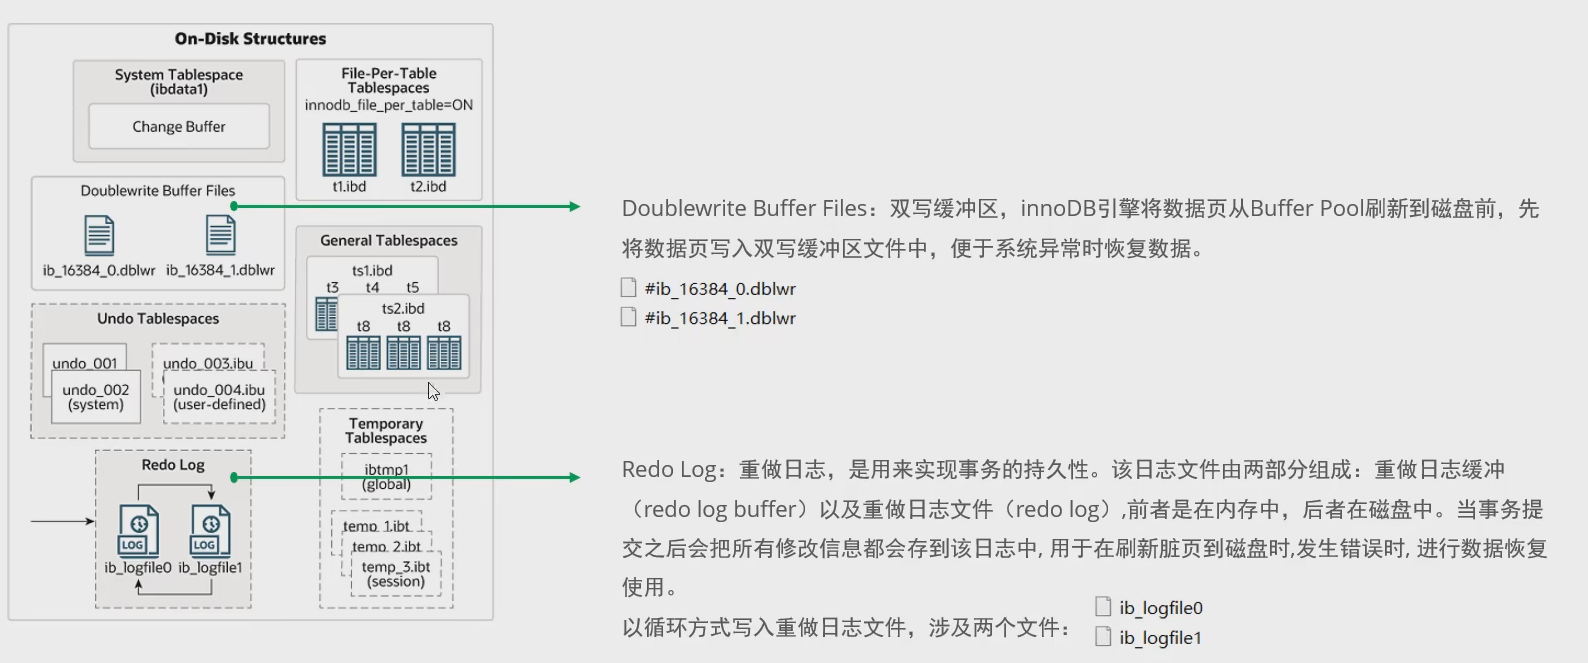 On-Disk Structures
System Tablespace
(ibdata1)
Change Buffer
File-Per-Table
Tablespaces
innodb_file_per_table=ON
t1.ibd t2.ibd
Doublewrite Buffer Files
ib_16384_0.dblwr ib_16384_1.dblwr
General Tablespaces
ts1.ibd
t3 t4 t5
ts2.ibd
t8 t8 t8
Undo Tablespaces
undo_001
undo_002
(system)
undo_003.ibu
undo_004.ibu
(user-defined)
Temporary
Tablespaces
ibtmp1
(global)
temp_1.ibt
temp_2.ibt
temp_3.ibt
(session)
Redo Log
LOG LOG
ib_logfile0 ib_logfile1
Doublewrite Buffer Files：双写缓冲区，innoDB引擎将数据页从Buffer Pool刷新到磁盘前，先
将数据页写入双写缓冲区文件中，便于系统异常时恢复数据。
#ib_16384_0.dblwr
#ib_16384_1.dblwr
Redo Log：重做日志，是用来实现事务的持久性。该日志文件由两部分组成：重做日志缓冲
（redo log buffer）以及重做日志文件（redo log）,前者是在内存中，后者在磁盘中。当事务提
交之后会把所有修改信息都会存到该日志中, 用于在刷新脏页到磁盘时,发生错误时, 进行数据恢复
使用。
以循环方式写入重做日志文件，涉及两个文件：
ib_logfile0
ib_logfile1